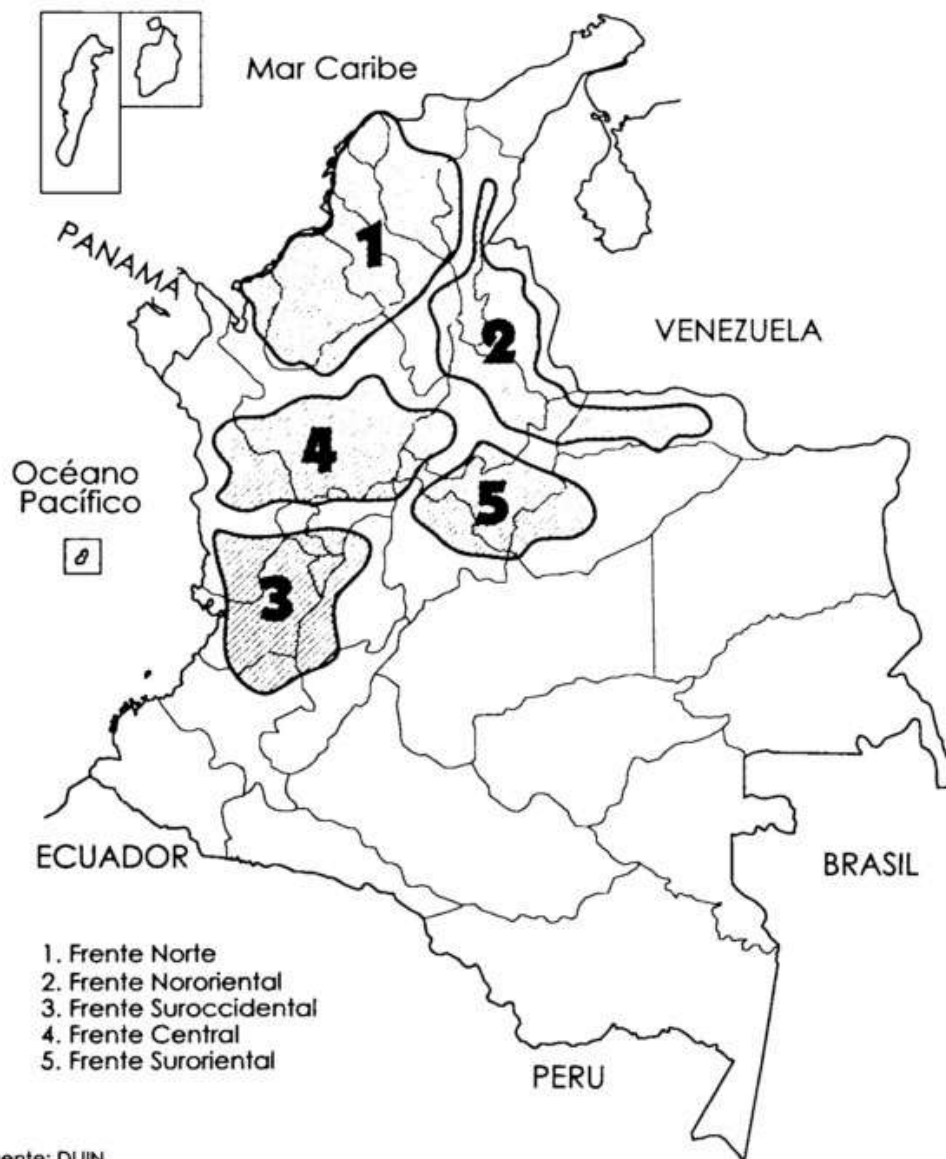 Mar Caribe
PANAMÁ
1
2
VENEZUELA
4
Océano
Pacífico
5
3
ECUADOR
BRASIL
1. Frente Norte
2. Frente Nororiental
3. Frente Suroccidental
4. Frente Central
5. Frente Suroriental
PERU